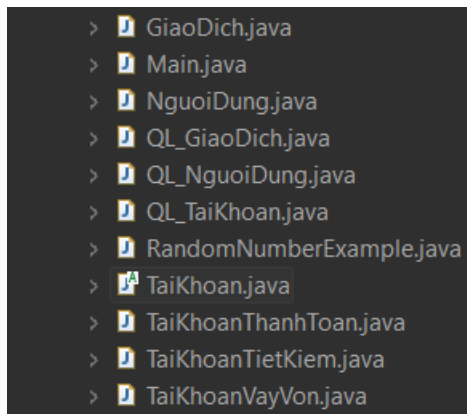 GiaoDich.java
Main.java
NguoiDung.java
QL_GiaoDich.java
QL_NguoiDung.java
QL_TaiKhoan.java
RandomNumberExample.java
TaiKhoan.java
TaiKhoanThanhToan.java
TaiKhoanTietKiem.java
TaiKhoanVayVon.java